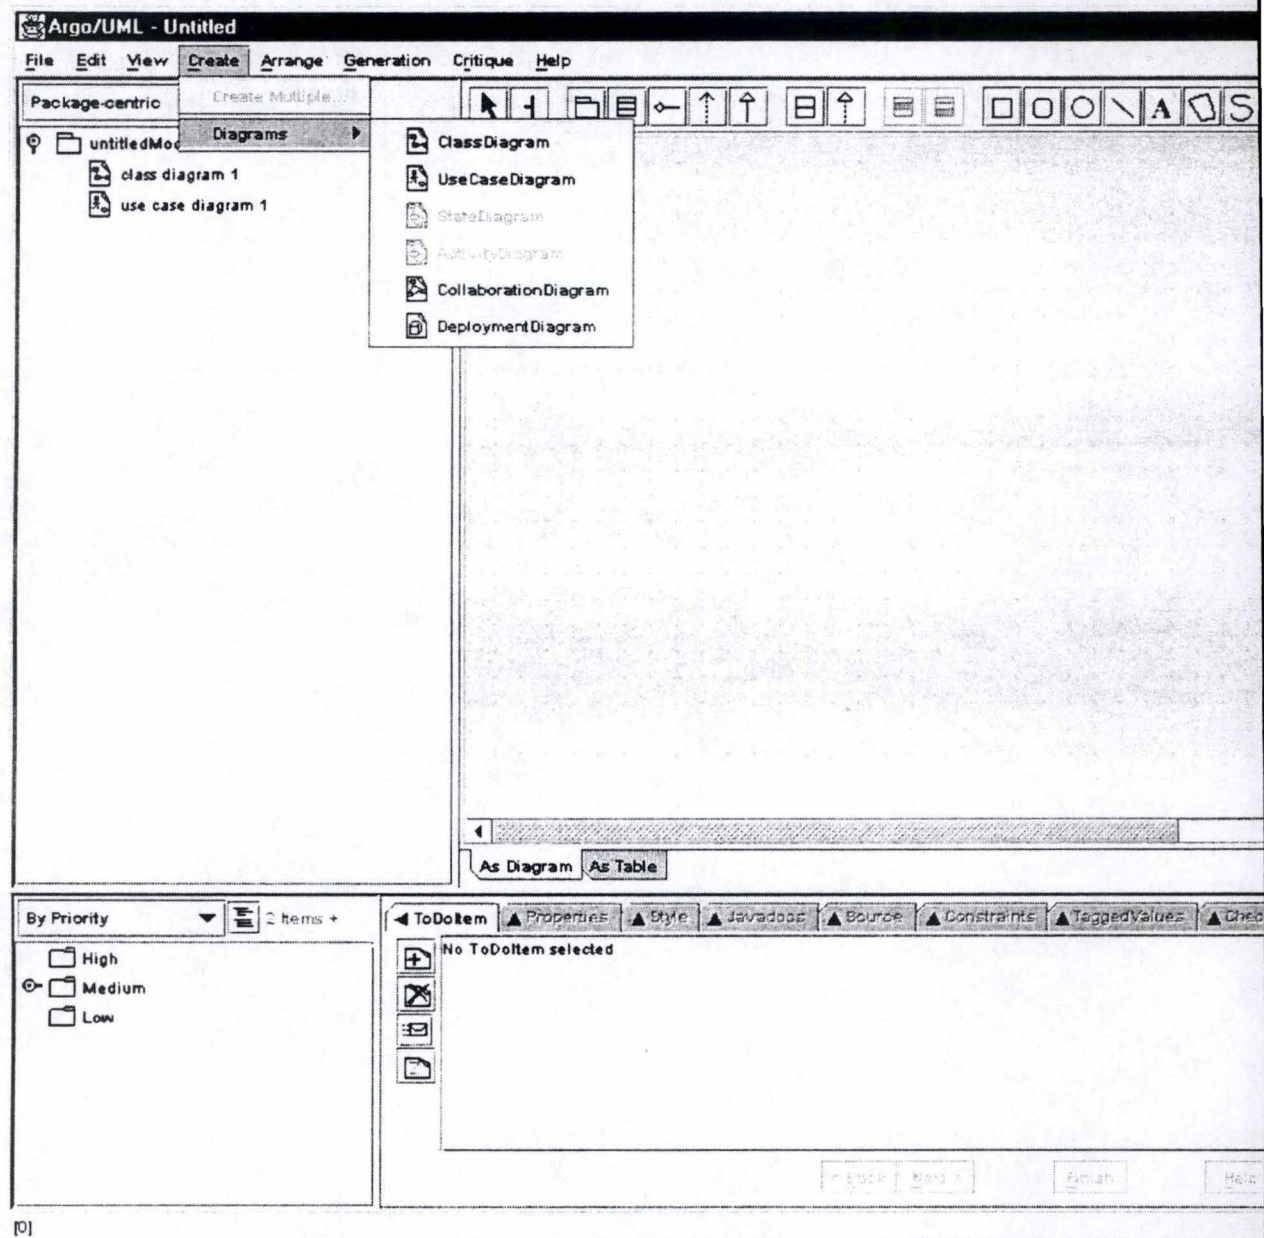 Argo/UML - Untitled
File Edit View Create Arrange Generation Critique Help
Package-centric
Create Multiple...
Diagrams
untitledMod
class diagram 1
use case diagram 1
ClassDiagram
UseCaseDiagram
StateDiagram
ActivityDiagram
CollaborationDiagram
DeploymentDiagram
A
As Diagram As Table
By Priority
2 Items
High
Medium
Low
ToDoItem Properties Style Javadocs Source Constraints TaggedValues Chec
No ToDoItem selected
< Back Next > Finish Help
[0]